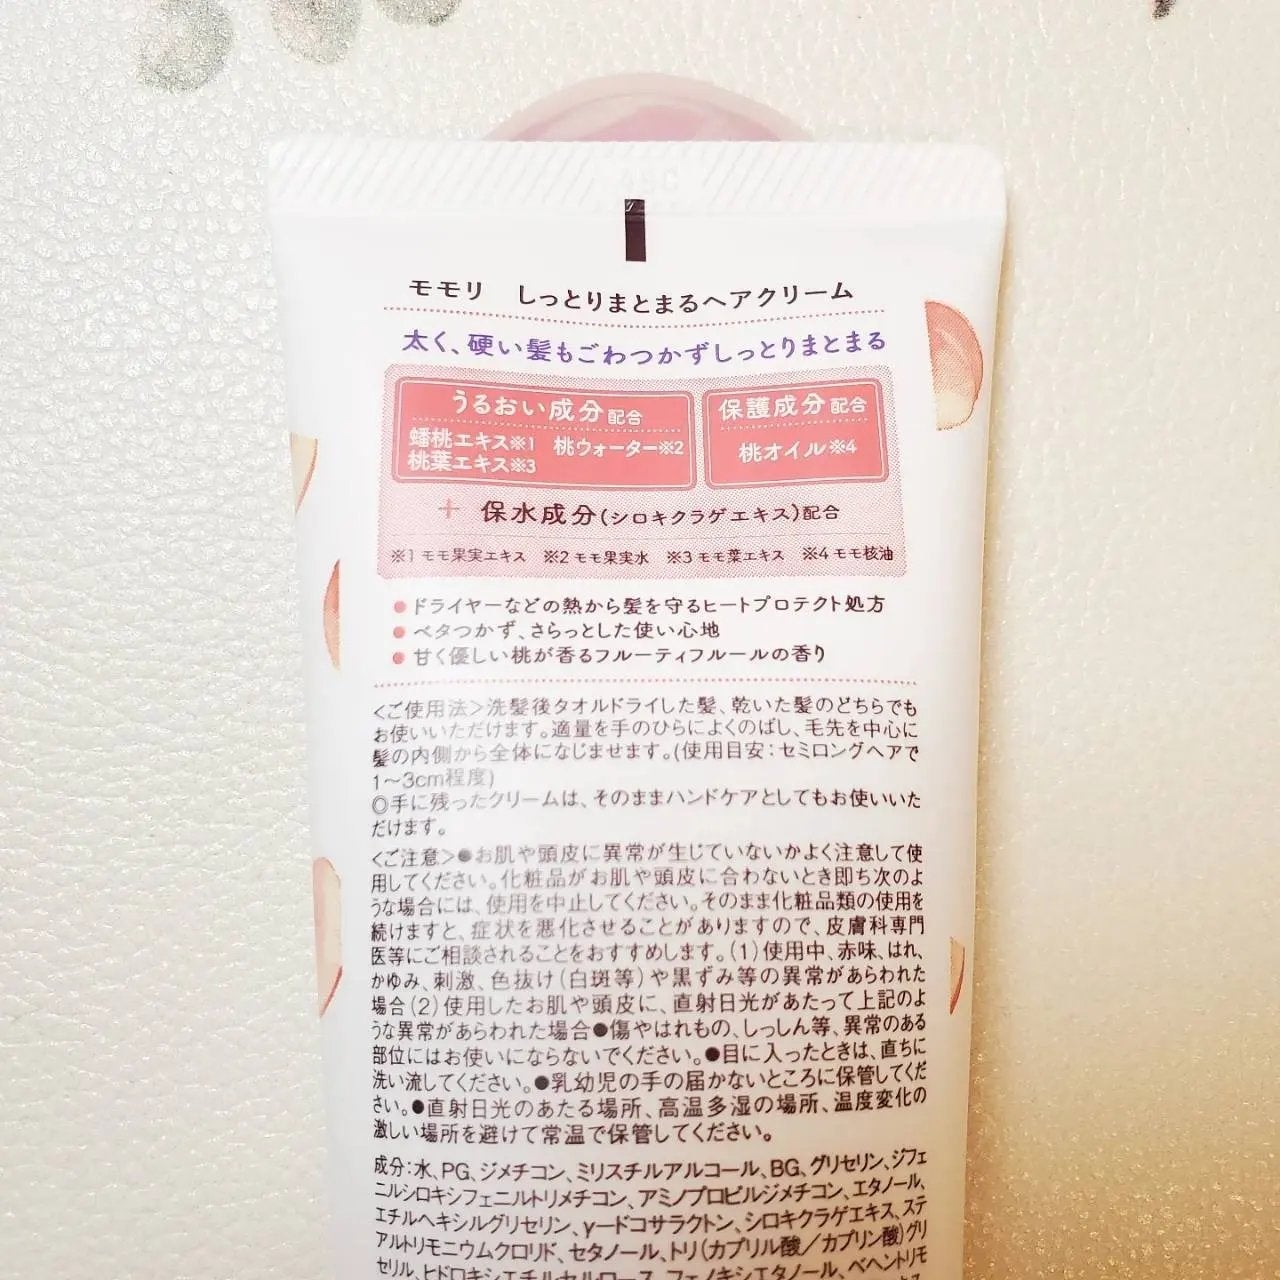 モモリ　しっとりまとまるヘアクリーム
太く、硬い髪もごわつかずしっとりまとまる
うるおい成分配合
蟠桃エキス※1　桃ウォーター※2
桃葉エキス※3
保護成分配合
桃オイル※4
+ 保水成分(シロキクラゲエキス)配合
※1 モモ果実エキス　※2 モモ果実水　※3 モモ葉エキス　※4 モモ核油
●ドライヤーなどの熱から髪を守るヒートプロテクト処方
●ベタつかず、さらっとした使い心地
●甘く優しい桃が香るフルーティフルールの香り
<ご使用法>洗髪後タオルドライした髪、乾いた髪のどちらでも
お使いいただけます。適量を手のひらによくのばし、毛先を中心に
髪の内側から全体になじませます。(使用目安:セミロングヘアで
1〜3cm程度)
◎手に残ったクリームは、そのままハンドケアとしてもお使いいた
だけます。
<ご注意>●お肌や頭皮に異常が生じていないかよく注意して使
用してください。化粧品がお肌や頭皮に合わないとき即ち次のよ
うな場合には、使用を中止してください。そのまま化粧品類の使用を
続けますと、症状を悪化させることがありますので、皮膚科専門
医等にご相談されることをおすすめします。(1)使用中、赤味、はれ、
かゆみ、刺激、色抜け(白斑等)や黒ずみ等の異常があらわれた
場合(2)使用したお肌や頭皮に、直射日光があたって上記のよ
うな異常があらわれた場合●傷やはれもの、しっしん等、異常のある
部位にはお使いにならないでください。●目に入ったときは、直ちに
洗い流してください。●乳幼児の手の届かないところに保管してくだ
さい。●直射日光のあたる場所、高温多湿の場所、温度変化の
激しい場所を避けて常温で保管してください。
成分:水、PG、ジメチコン、ミリスチルアルコール、BG、グリセリン、ジフェ
ニルシロキシフェニルトリメチコン、アミノプロピルジメチコン、エタノール、
エチルヘキシルグリセリン、γードコサラクトン、シロキクラゲエキス、ステ
アルトリモニウムクロリド、セタノール、トリ(カプリル酸/カプリン酸)グリ
セリル、ヒドロキシエチルセルロース、フェノキシエタノール、ベヘントリモ